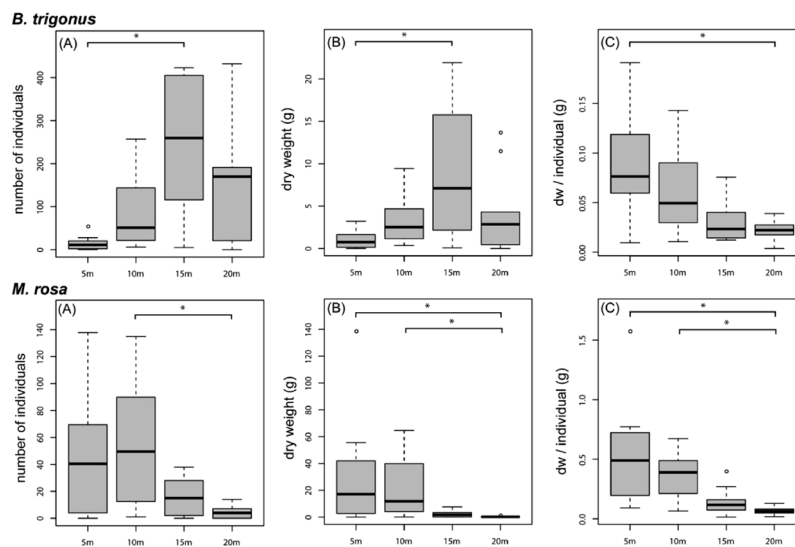 B. trigonus
(A)
*
number of individuals
400
300
200
100
0
5m 10m 15m 20m
(B)
*
dry weight (g)
20
15
10
5
0
5m 10m 15m 20m
(C)
*
dw / individual (g)
0.15
0.10
0.05
0.00
5m 10m 15m 20m
M. rosa
(A)
*
number of individuals
140
120
100
80
60
40
20
0
5m 10m 15m 20m
(B)
*
*
dry weight (g)
140
120
100
80
60
40
20
0
5m 10m 15m 20m
(C)
*
*
dw / individual (g)
1.5
1.0
0.5
0.0
5m 10m 15m 20m